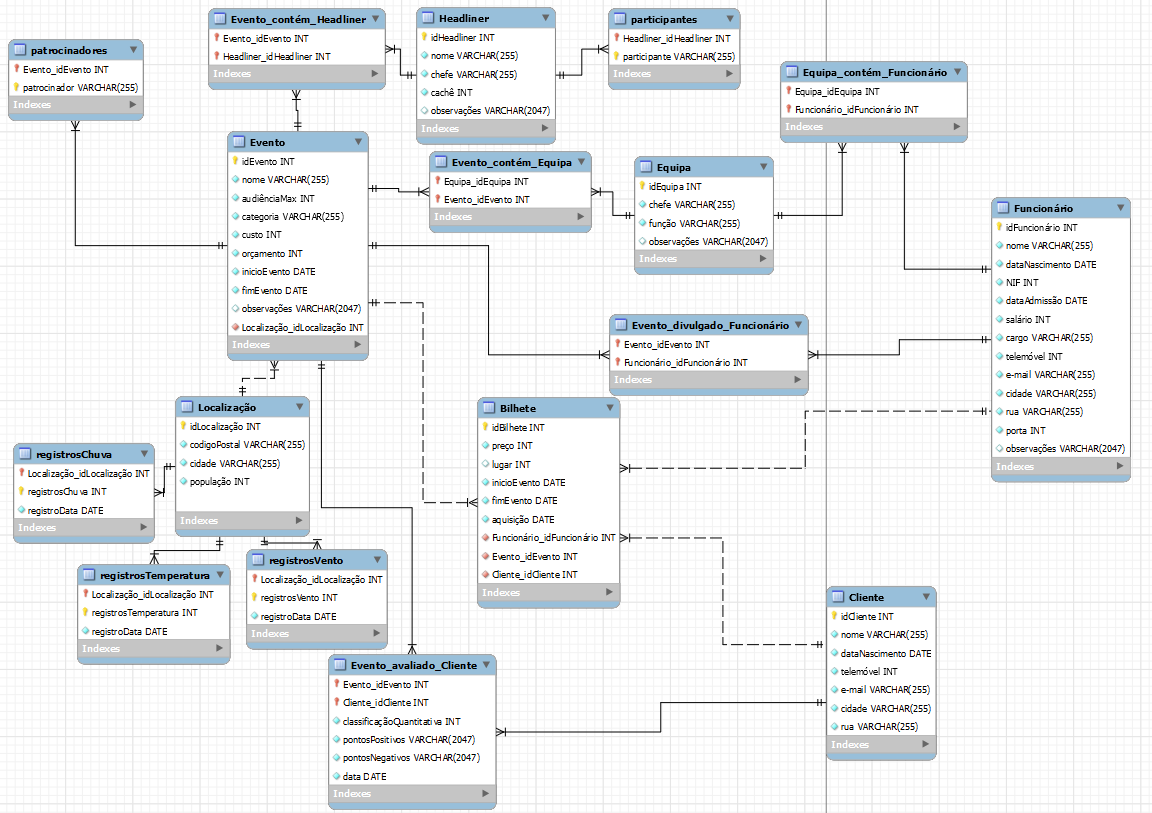 patrocinadores
Evento_idEvento INT
patrocinador VARCHAR(255)
Indexes
Evento_contém_Headliner
Evento_idEvento INT
Headliner_idHeadliner INT
Indexes
Headliner
idHeadliner INT
nome VARCHAR(255)
chefe VARCHAR(255)
cachê INT
observações VARCHAR(2047)
Indexes
participantes
Headliner_idHeadliner INT
participante VARCHAR(255)
Indexes
Equipa_contém_Funcionário
Equipa_idEquipa INT
Funcionário_idFuncionário INT
Indexes
Evento
idEvento INT
nome VARCHAR(255)
audiênciaMax INT
categoria VARCHAR(255)
custo INT
orçamento INT
inicioEvento DATE
fimEvento DATE
observações VARCHAR(2047)
Localização_idLocalização INT
Indexes
Evento_contém_Equipa
Equipa_idEquipa INT
Evento_idEvento INT
Indexes
Equipa
idEquipa INT
chefe VARCHAR(255)
função VARCHAR(255)
observações VARCHAR(2047)
Indexes
Funcionário
idFuncionário INT
nome VARCHAR(255)
dataNascimento DATE
NIF INT
dataAdmissão DATE
salário INT
cargo VARCHAR(255)
telemóvel INT
e-mail VARCHAR(255)
cidade VARCHAR(255)
rua VARCHAR(255)
porta INT
observações VARCHAR(2047)
Indexes
Evento_divulgado_Funcionário
Evento_idEvento INT
Funcionário_idFuncionário INT
Indexes
Localização
idLocalização INT
codigoPostal VARCHAR(255)
cidade VARCHAR(255)
população INT
Indexes
Bilhete
idBilhete INT
preço INT
lugar INT
inicioEvento DATE
fimEvento DATE
aquisição DATE
Funcionário_idFuncionário INT
Evento_idEvento INT
Cliente_idCliente INT
Indexes
registrosChuva
Localização_idLocalização INT
registrosChuva INT
registroData DATE
Indexes
registrosTemperatura
Localização_idLocalização INT
registrosTemperatura INT
registroData DATE
Indexes
registrosVento
Localização_idLocalização INT
registrosVento INT
registroData DATE
Indexes
Cliente
idCliente INT
nome VARCHAR(255)
dataNascimento DATE
telemóvel INT
e-mail VARCHAR(255)
cidade VARCHAR(255)
rua VARCHAR(255)
Indexes
Evento_avaliado_Cliente
Evento_idEvento INT
Cliente_idCliente INT
classificaçãoQuantitativa INT
pontosPositivos VARCHAR(2047)
pontosNegativos VARCHAR(2047)
data DATE
Indexes